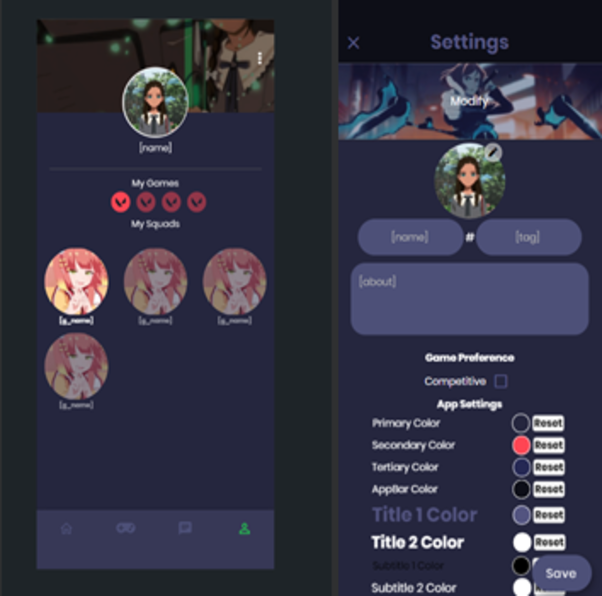 [name]
My Games
My Squads
[g_name]
[g_name]
[g_name]
[g_name]
Settings
Modify
[name]
#
[tag]
[about]
Game Preference
Competitive
App Settings
Primary Color Reset
Secondary Color Reset
Tertiary Color Reset
AppBar Color Reset
Title 1 Color Reset
Title 2 Color Reset
Subtitle 1 Color
Save
Subtitle 2 Color